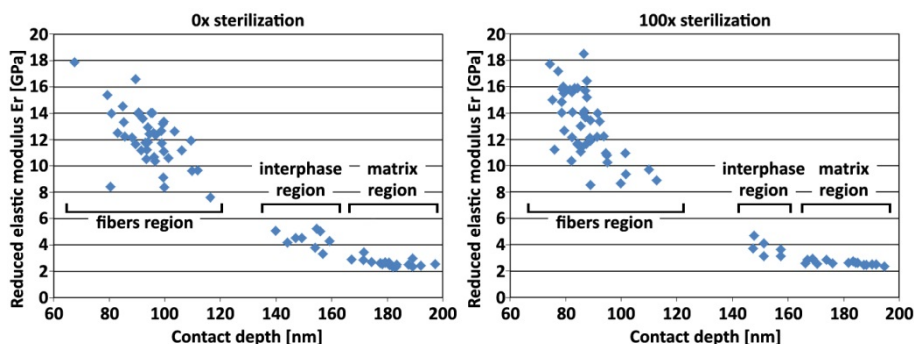 0x sterilization
Reduced elastic modulus Er [GPa]
20
18
16
14
12
10
8
6
4
2
0
interphase region
matrix region
fibers region
60 80 100 120 140 160 180 200
Contact depth [nm]
100x sterilization
Reduced elastic modulus Er [GPa]
20
18
16
14
12
10
8
6
4
2
0
interphase region
matrix region
fibers region
60 80 100 120 140 160 180 200
Contact depth [nm]